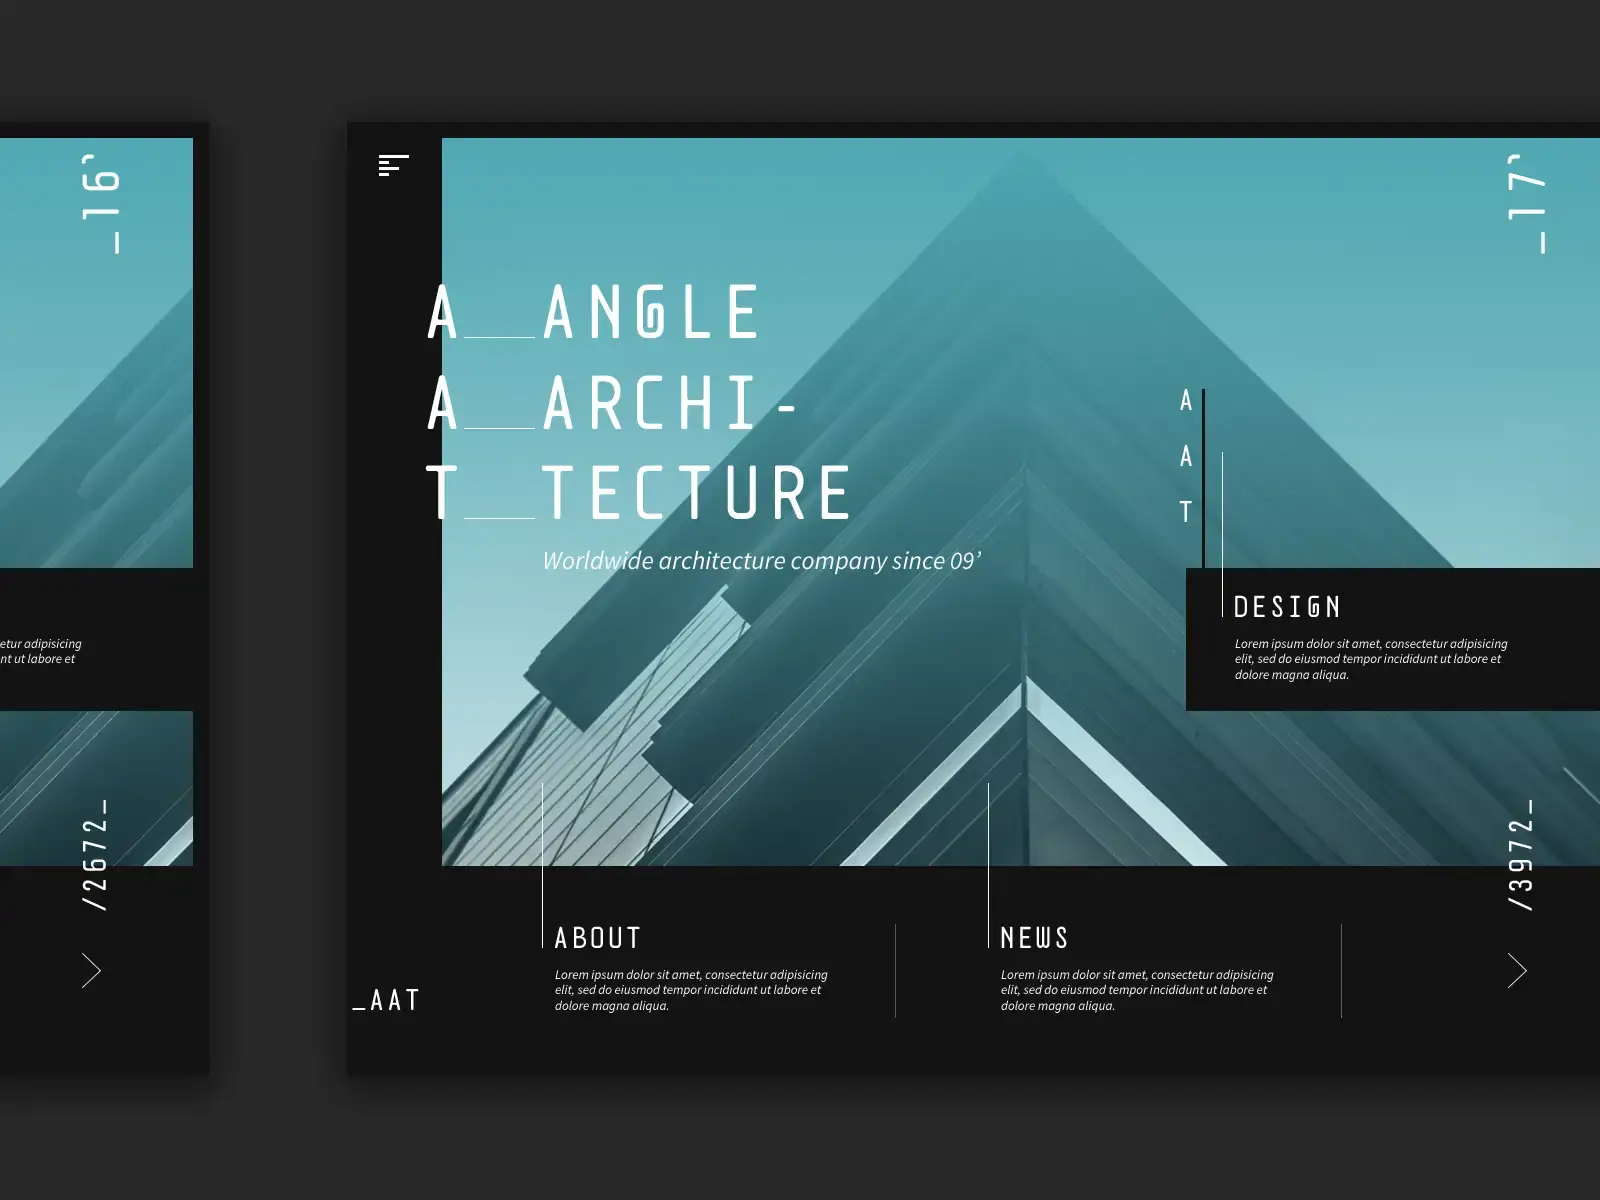 _16’
etur adipisicing
nt ut labore et
/2672_
_17’
A__ANGLE
A__ARCHI-
T__TECTURE
Worldwide architecture company since 09’
A
A
T
DESIGN
Lorem ipsum dolor sit amet, consectetur adipisicing
elit, sed do eiusmod tempor incididunt ut labore et
dolore magna aliqua.
/3972_
ABOUT
Lorem ipsum dolor sit amet, consectetur adipisicing
elit, sed do eiusmod tempor incididunt ut labore et
dolore magna aliqua.
NEWS
Lorem ipsum dolor sit amet, consectetur adipisicing
elit, sed do eiusmod tempor incididunt ut labore et
dolore magna aliqua.
_AAT